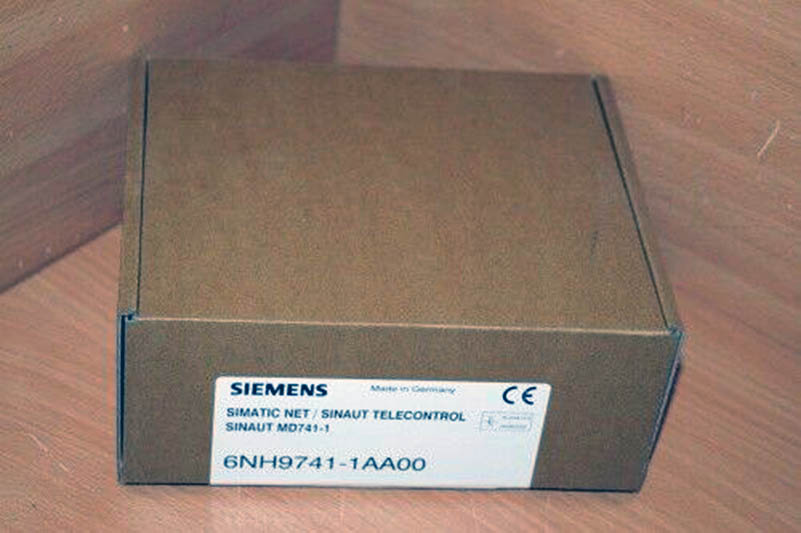 SIEMENS Made in Germany CE
SIMATIC NET / SINAUT TELECONTROL
SINAUT MD741-1
6NH9741-1AA00